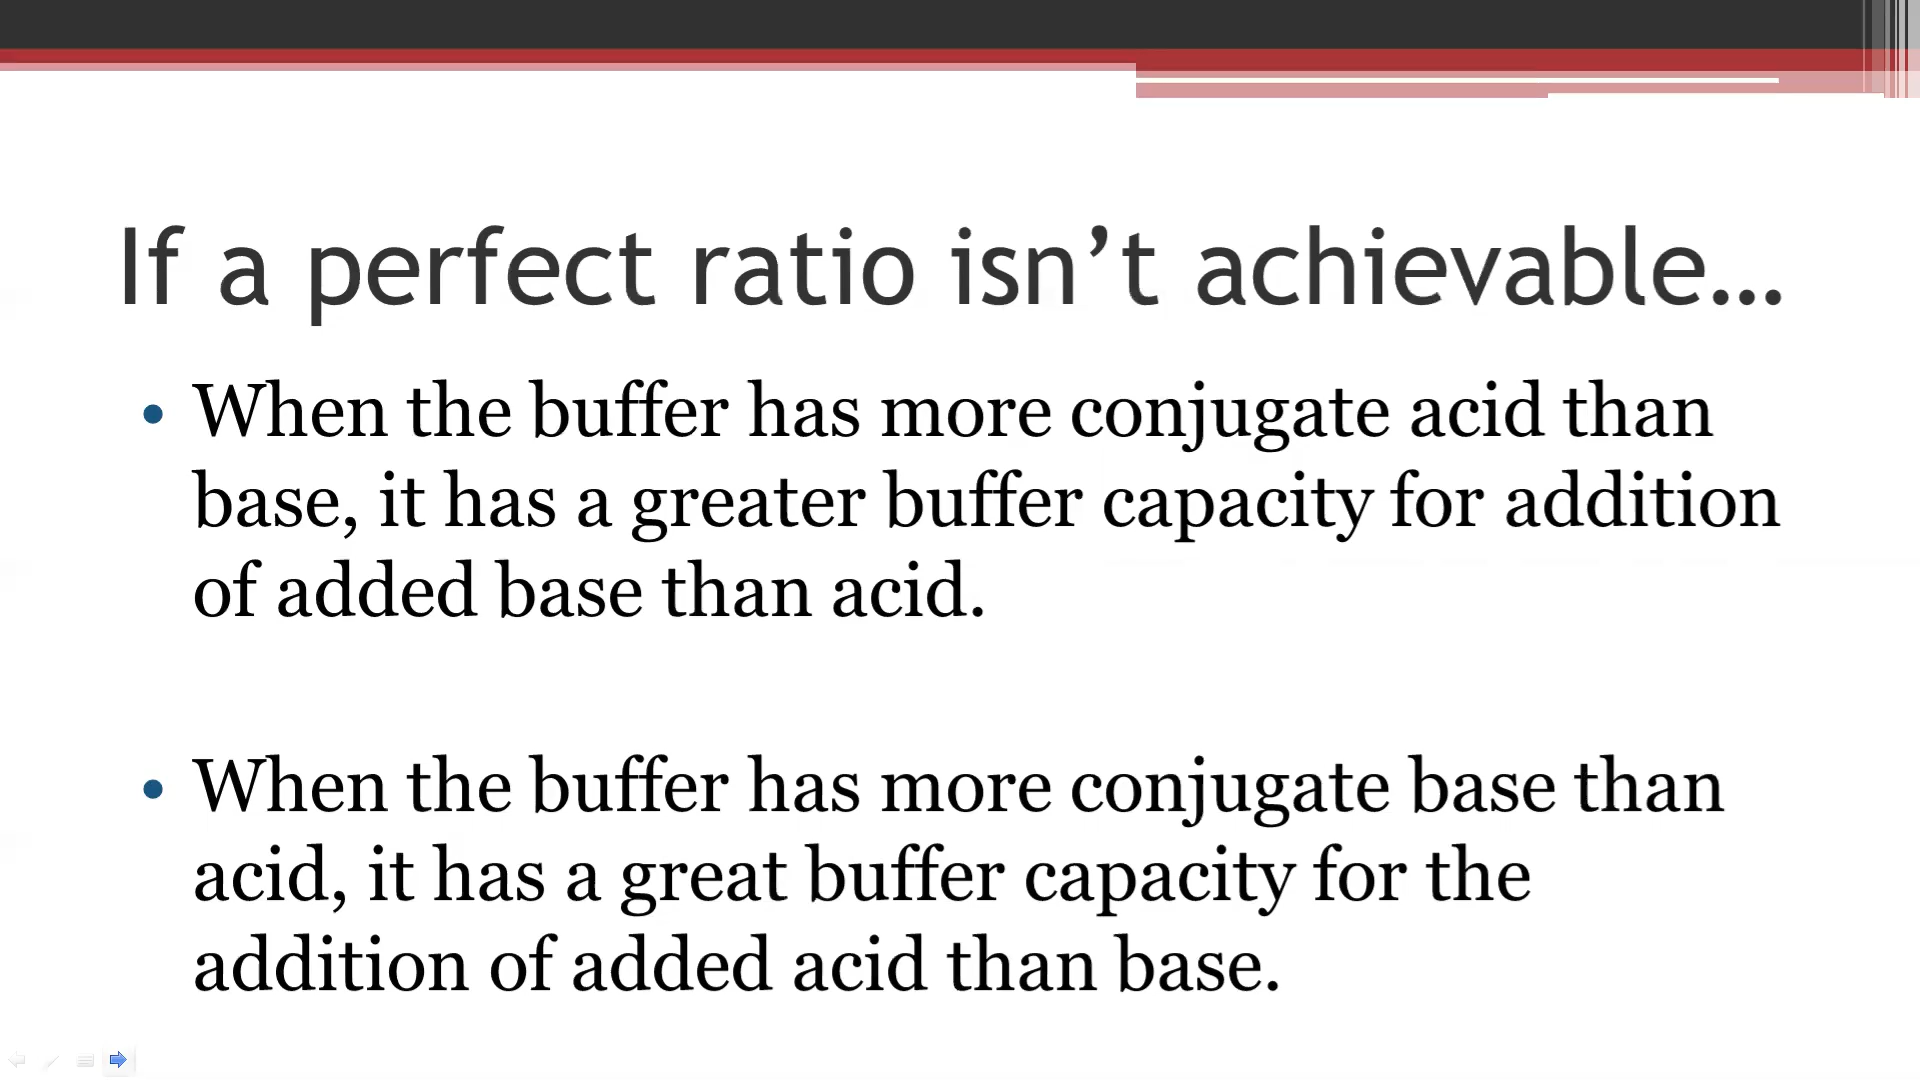 If a perfect ratio isn’t achievable…
• When the buffer has more conjugate acid than
base, it has a greater buffer capacity for addition
of added base than acid.
• When the buffer has more conjugate base than
acid, it has a great buffer capacity for the
addition of added acid than base.